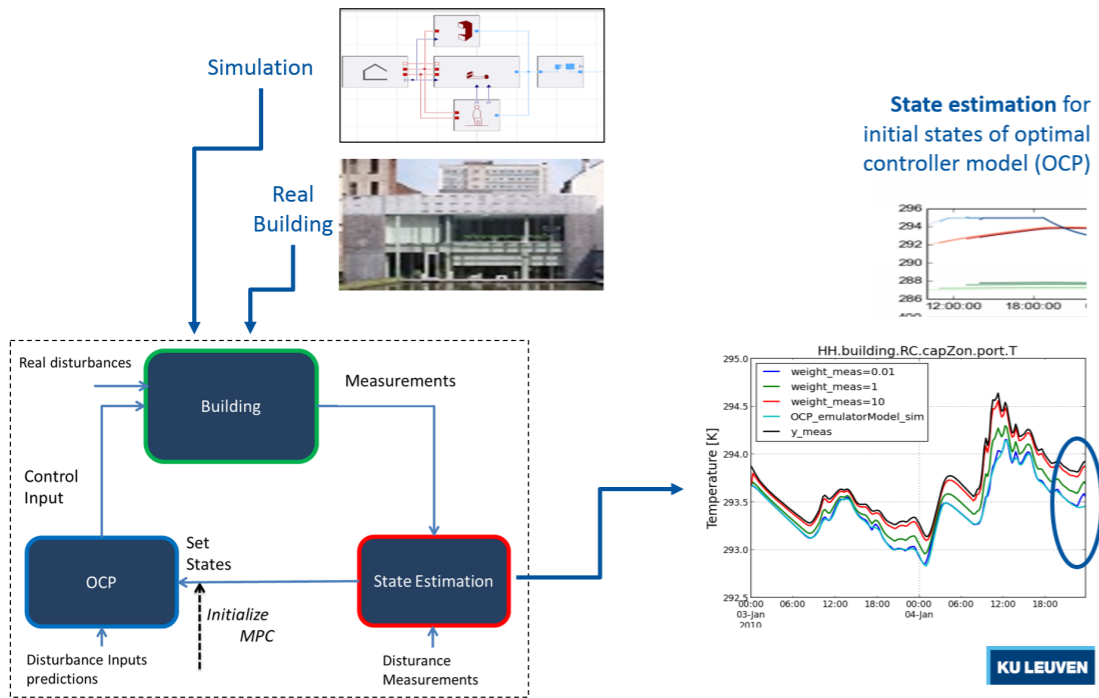 Simulation
Real
Building
State estimation for
initial states of optimal
controller model (OCP)
296
294
292
290
288
286
12:00:00
18:00:00
Real disturbances
Building
Measurements
Control
Input
Set
States
OCP
State Estimation
Initialize
MPC
Disturbance Inputs
predictions
Disturance
Measurements
HH.building.RC.capZon.port.T
295.0
294.5
294.0
293.5
293.0
292.5
Temperature [K]
weight_meas=0.01
weight_meas=1
weight_meas=10
OCP_emulatorModel_sim
y_meas
00:00
06:00
12:00
18:00
00:00
06:00
12:00
18:00
03-Jan
04-Jan
2010
KU LEUVEN